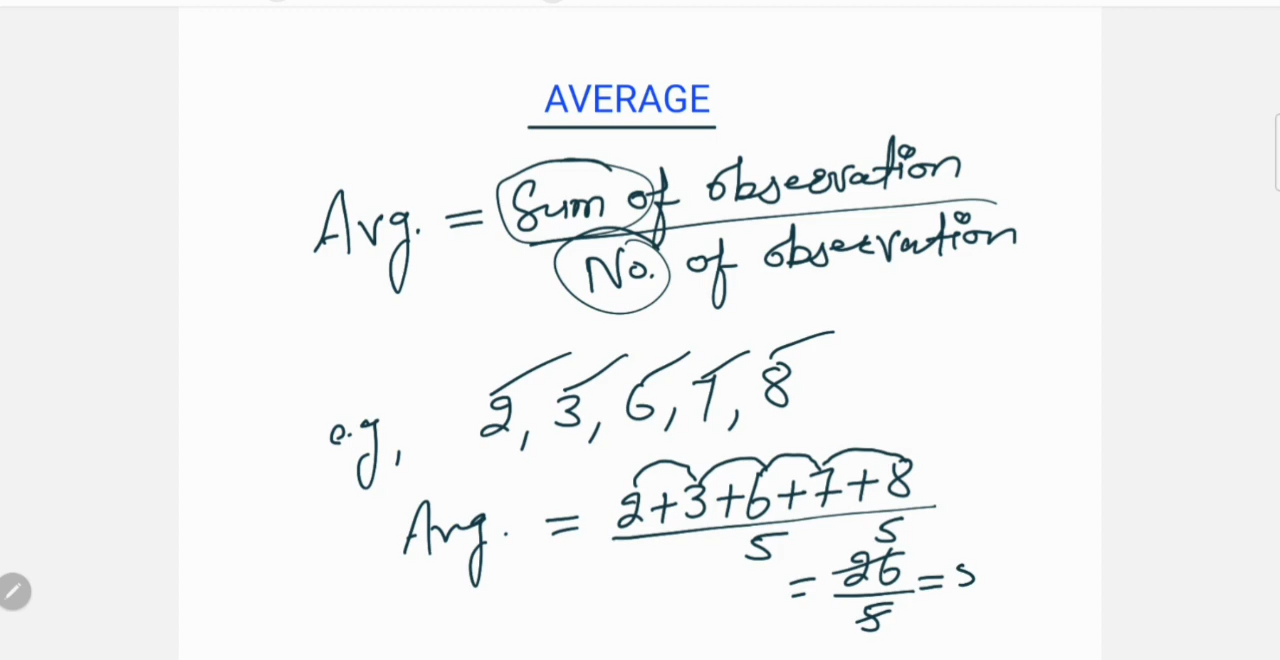 AVERAGE
Avg. = Sum of observation
No. of observation
e.g, 2, 3, 6, 7, 8
Avg. = 2+3+6+7+8
5
= 26 5
8 = 5